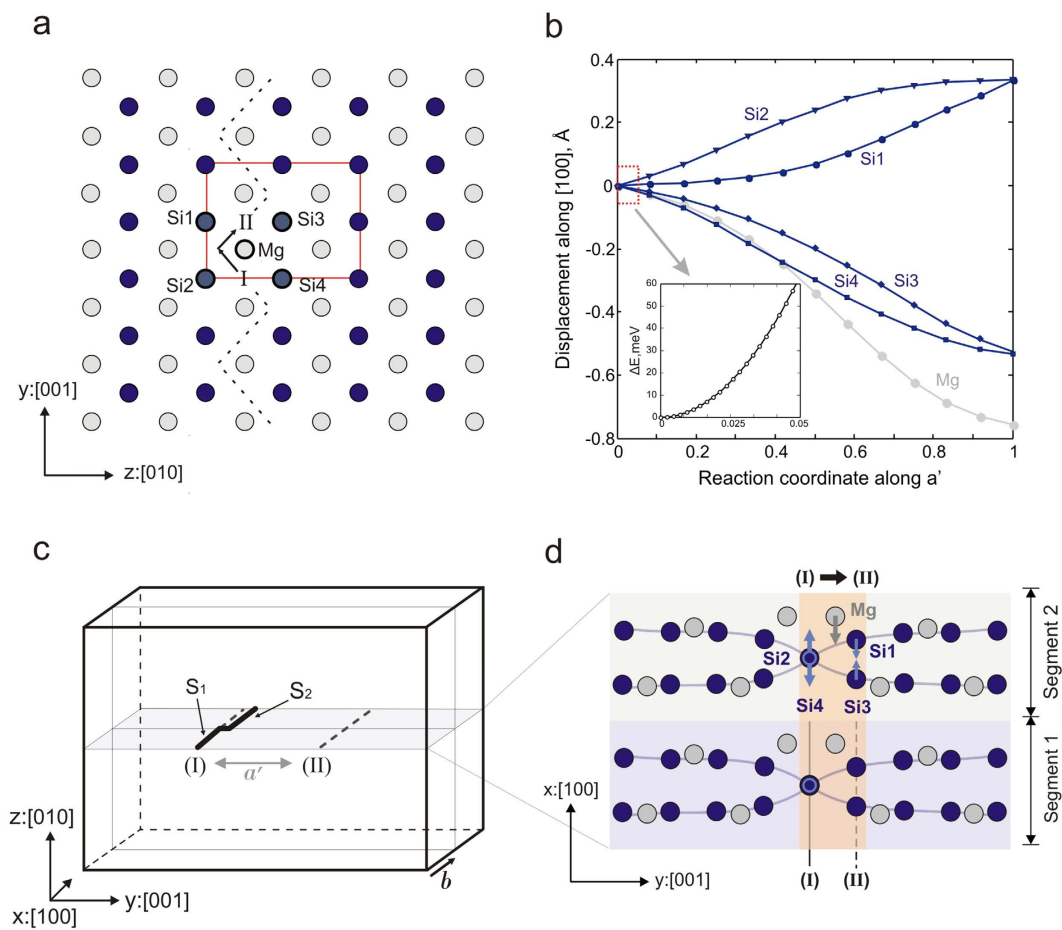 a
Si1
II
Si3
Mg
Si2
I
Si4
y:[001]
z:[010]
b
Displacement along [100], Å
0.4
0.2
0
-0.2
-0.4
-0.6
-0.8
Si2
Si1
Si3
Si4
Mg
ΔE,meV
60
50
40
30
20
10
0
0
0.025
0.05
0
0.2
0.4
0.6
0.8
1
Reaction coordinate along a’
c
S1
S2
(I)
a′
(II)
z:[010]
y:[001]
x:[100]
b
d
(I)
(II)
Mg
Si2
Si1
Si4
Si3
Segment 2
Segment 1
x:[100]
y:[001]
(I)
(II)